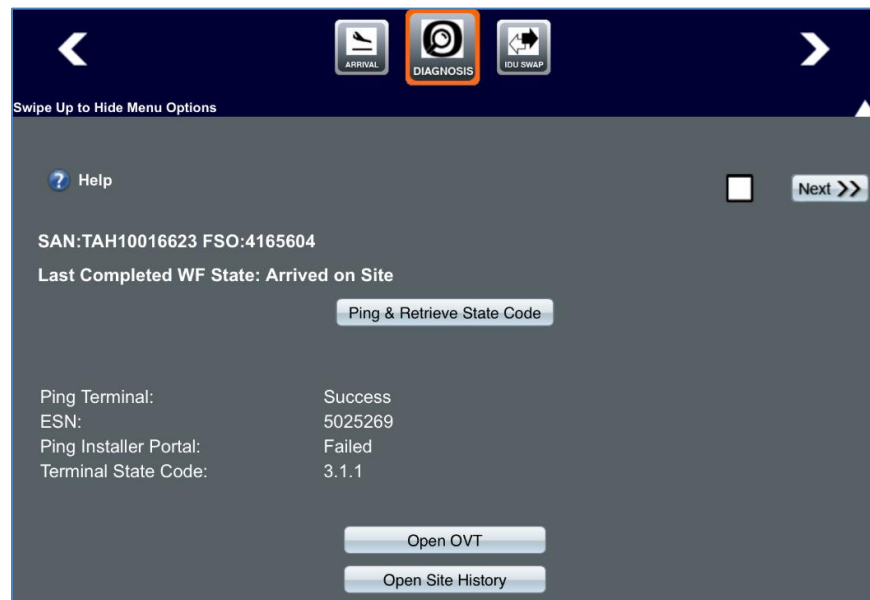 ARRIVAL
DIAGNOSIS
IDU SWAP
Swipe Up to Hide Menu Options
? Help
Next
SAN:TAH10016623 FSO:4165604
Last Completed WF State: Arrived on Site
Ping & Retrieve State Code
Ping Terminal: Success
ESN: 5025269
Ping Installer Portal: Failed
Terminal State Code: 3.1.1
Open OVT
Open Site History